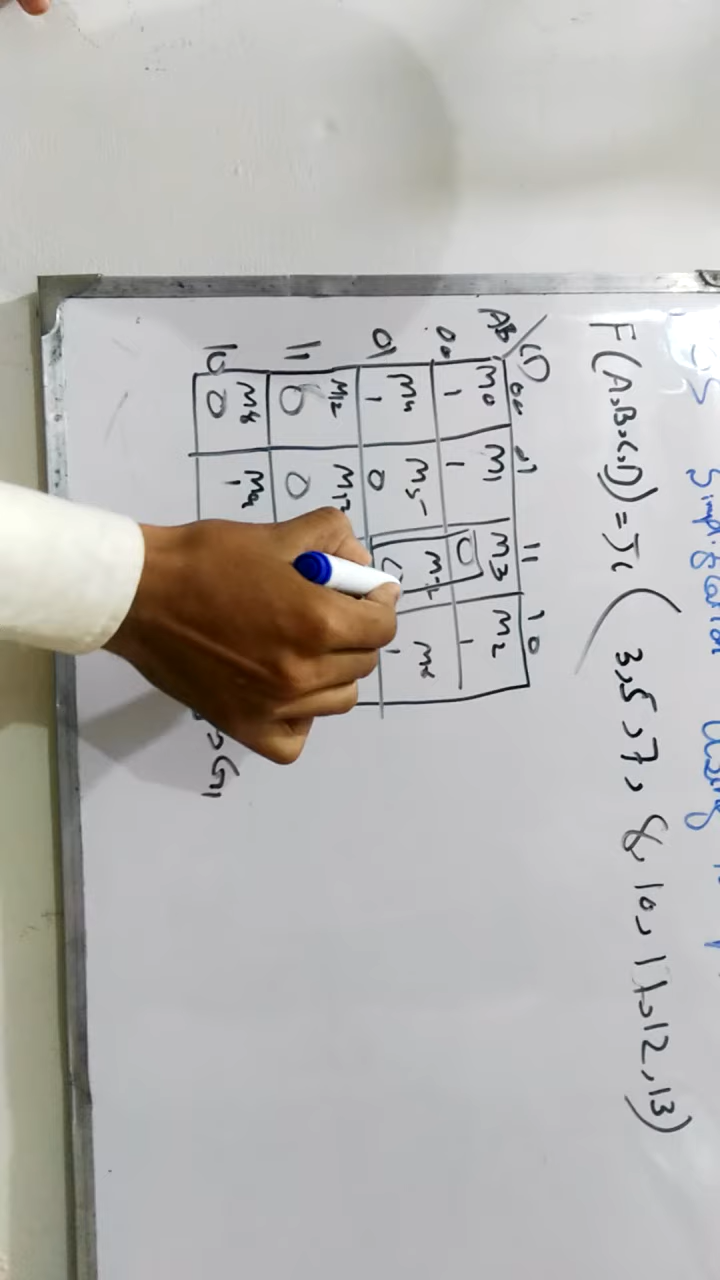 Simplification Using
F(A,B,C,D) = π(3,5,7,8,10,11,12,13)
AB CD 00 01 11 10
00 M0 1 M1 1 M3 0 M2 1
01 M4 1 M5 0 M7 M6 1
11 M12 0 M13 0
10 M8 0 M9 1